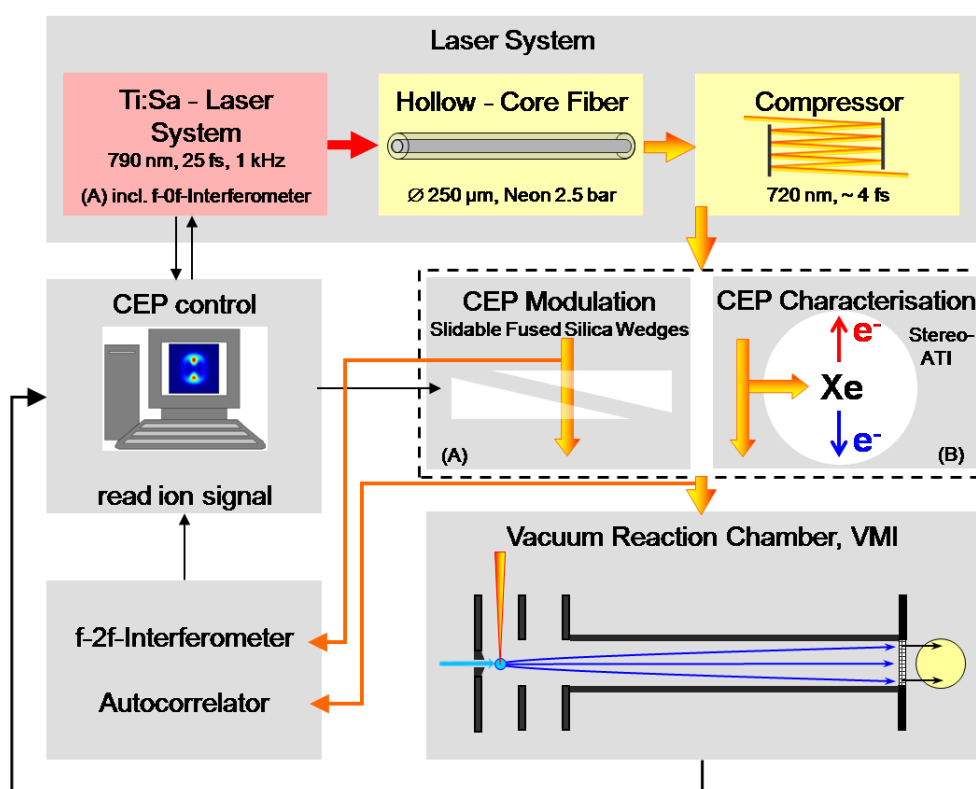 Laser System
Ti:Sa - Laser
System
790 nm, 25 fs, 1 kHz
(A) incl. f-0f-Interferometer
Hollow - Core Fiber
Ø 250 µm, Neon 2.5 bar
Compressor
720 nm, ~ 4 fs
CEP control
read ion signal
CEP Modulation
Slidable Fused Silica Wedges
(A)
CEP Characterisation
Stereo-
ATI
e-
Xe
e-
(B)
f-2f-Interferometer
Autocorrelator
Vacuum Reaction Chamber, VMI